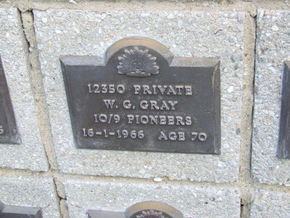 12350 PRIVATE
W. G. GRAY
10/9 PIONEERS
16-1-1966 AGE 70